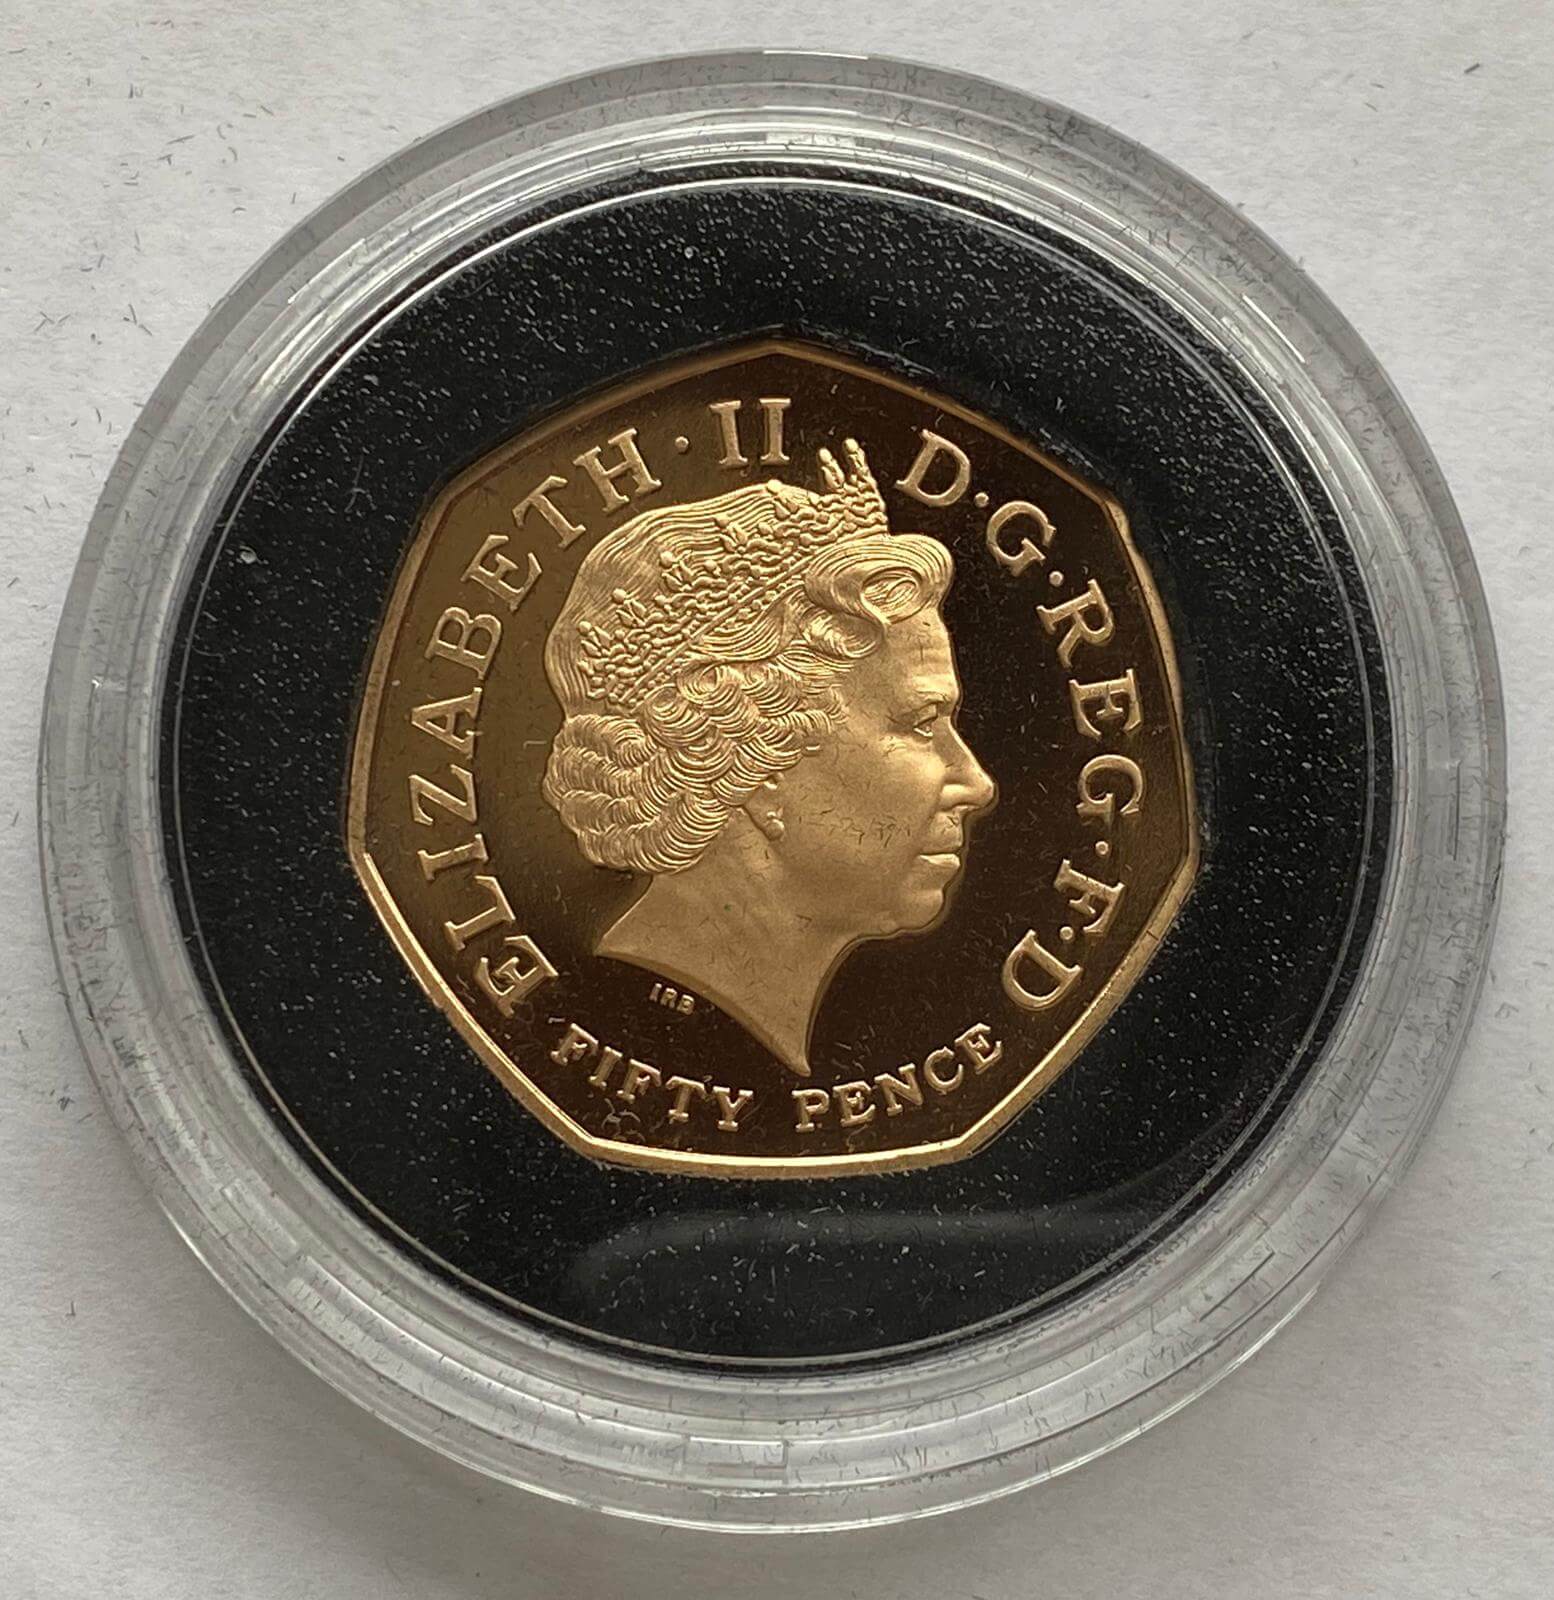 ELIZABETH·II D·G·REG·F·D
IRB
FIFTY PENCE